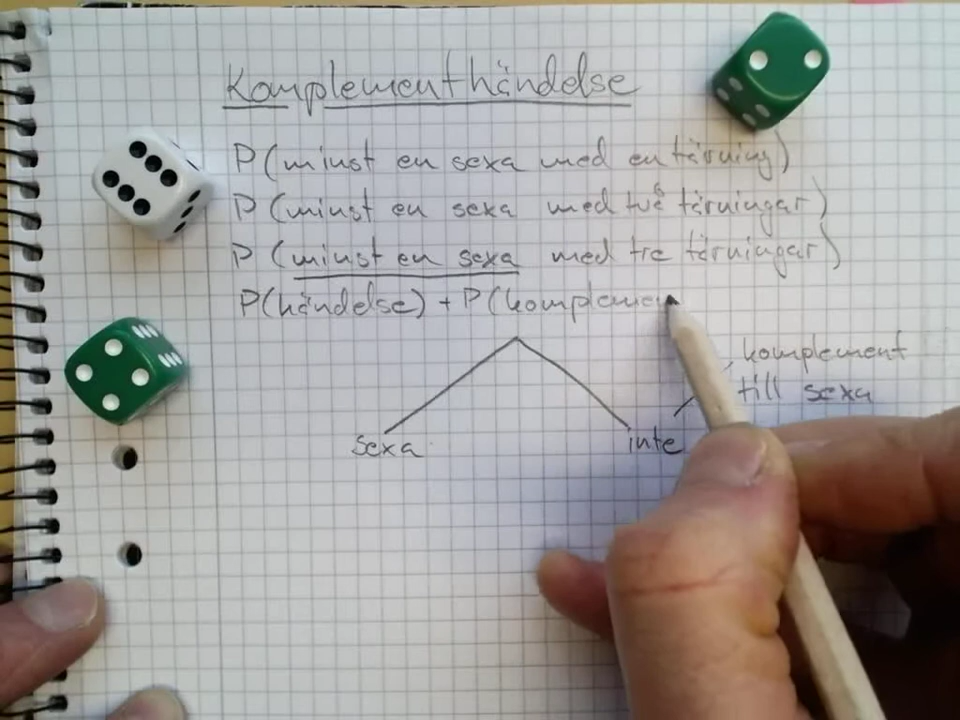 Komplementhändelse
P(minst en sexa med en tärning)
P(minst en sexa med två tärningar)
P(minst en sexa med tre tärningar)
P(händelse) + P(komplemen
komplement
till sexa
sexa
inte